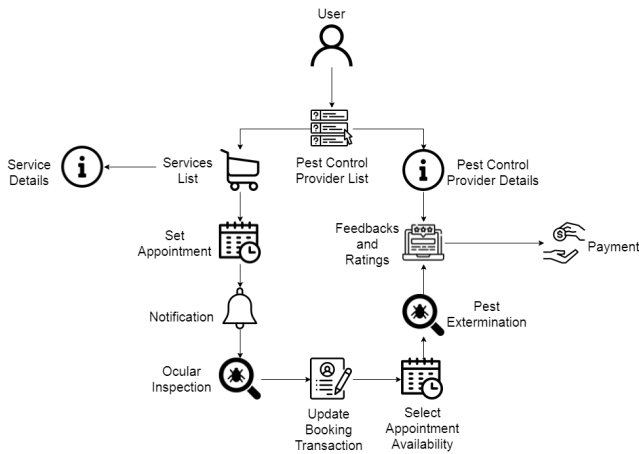 User
Pest Control
Provider List
Services
List
Service
Details
Pest Control
Provider Details
Set
Appointment
Feedbacks
and
Ratings
Payment
Notification
Pest
Extermination
Ocular
Inspection
Update
Booking
Transaction
Select
Appointment
Availability